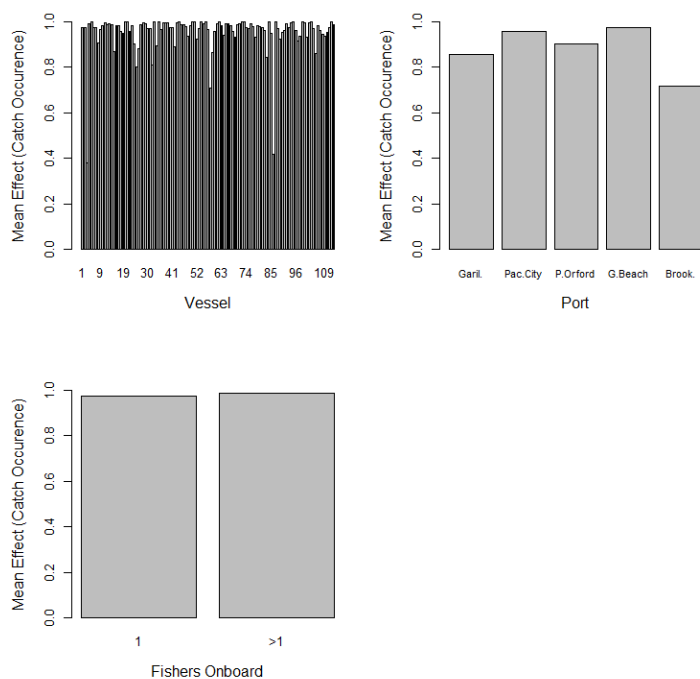 Mean Effect (Catch Occurence)
0.0 0.2 0.4 0.6 0.8 1.0
1 9 19 30 41 52 63 74 85 96 109
Vessel
Mean Effect (Catch Occurence)
0.0 0.2 0.4 0.6 0.8 1.0
Garil. Pac.City P.Orford G.Beach Brook.
Port
Mean Effect (Catch Occurence)
0.0 0.2 0.4 0.6 0.8 1.0
1 >1
Fishers Onboard